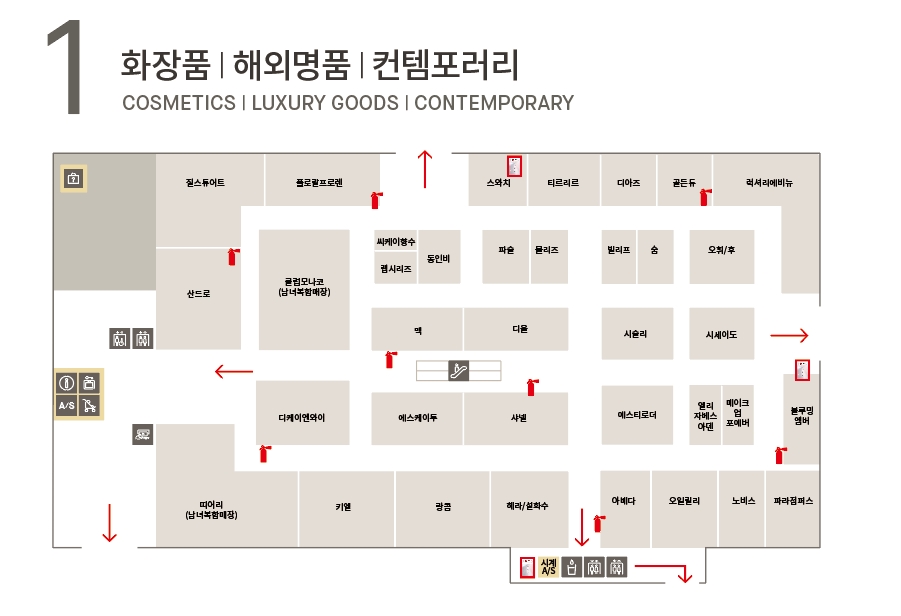 1
화장품 | 해외명품 | 컨템포러리
COSMETICS | LUXURY GOODS | CONTEMPORARY
질스튜어트
플로랄프로렌
스와치
티르리르
디아즈
골든듀
럭셔리에비뉴
씨케이향수
랩시리즈
동인비
파슬
폴리즈
빌리프
숨
오휘/후
클럽모나코
(남녀복합매장)
산드로
맥
디올
시슬리
시세이도
디케이엔와이
에스케이투
샤넬
에스티로더
엘리
자베스
아덴
메이크
업
포에버
블루밍
엠버
A/S
띠어리
(남녀복합매장)
키엘
랑콤
헤라/설화수
아베다
오일릴리
노비스
파라점퍼스
시계
A/S